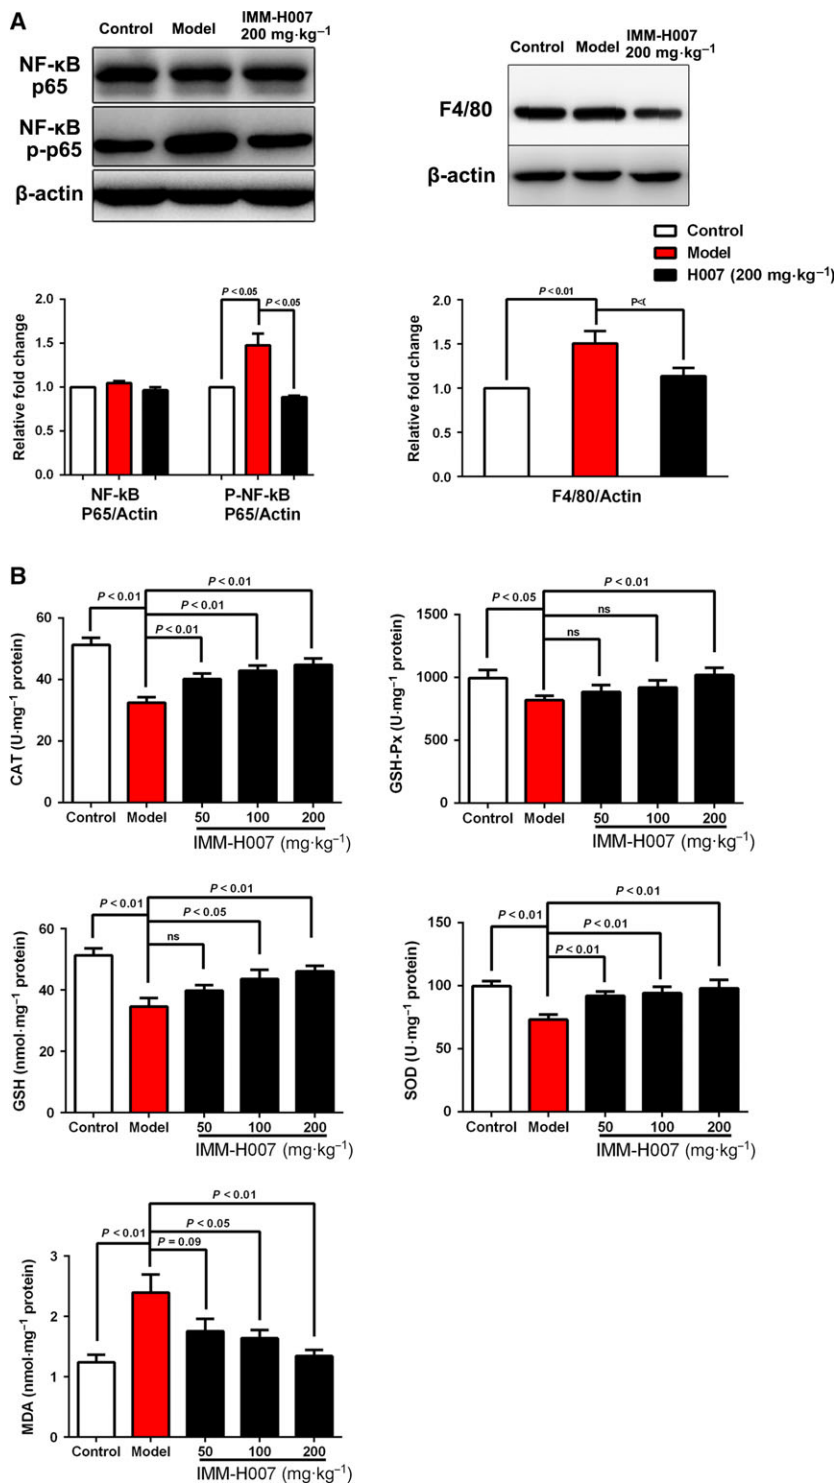 A
Control Model IMM-H007
200 mg·kg⁻¹
NF-κB
p65
NF-κB
p-p65
β-actin
Control Model IMM-H007
200 mg·kg⁻¹
F4/80
β-actin
Control
Model
H007 (200 mg·kg⁻¹)
Relative fold change
2.0
1.5
1.0
0.5
0.0
P < 0.05
P < 0.05
NF-kB
P65/Actin
P-NF-kB
P65/Actin
Relative fold change
2.0
1.5
1.0
0.5
0.0
P < 0.01
F4/80/Actin
B
CAT (U·mg⁻¹ protein)
60
40
20
0
P < 0.01
P < 0.01
P < 0.01
P < 0.01
Control Model 50 100 200
IMM-H007 (mg·kg⁻¹)
GSH-Px (U·mg⁻¹ protein)
1500
1000
500
0
P < 0.01
P < 0.05
ns
ns
Control Model 50 100 200
IMM-H007 (mg·kg⁻¹)
GSH (nmol·mg⁻¹ protein)
60
40
20
0
P < 0.01
P < 0.01
P < 0.05
ns
Control Model 50 100 200
IMM-H007 (mg·kg⁻¹)
SOD (U·mg⁻¹ protein)
150
100
50
0
P < 0.01
P < 0.01
P < 0.01
P < 0.01
Control Model 50 100 200
IMM-H007 (mg·kg⁻¹)
MDA (nmol·mg⁻¹ protein)
3
2
1
0
P < 0.01
P < 0.01
P < 0.05
P = 0.09
Control Model 50 100 200
IMM-H007 (mg·kg⁻¹)